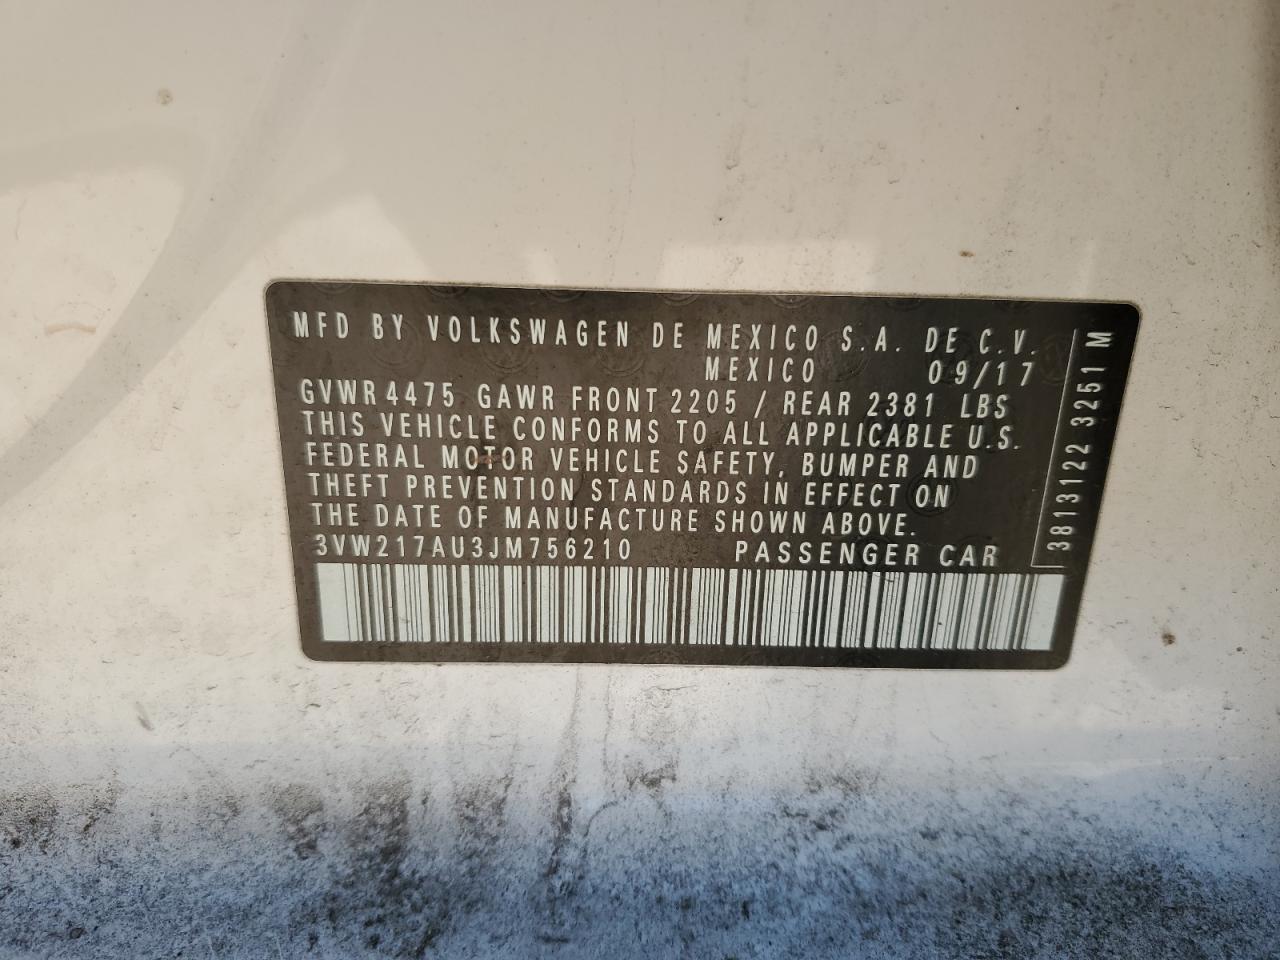 MFD BY VOLKSWAGEN DE MEXICO S.A. DE C.V.
MEXICO 09/17
GVWR 4475 GAWR FRONT 2205 / REAR 2381 LBS
THIS VEHICLE CONFORMS TO ALL APPLICABLE U.S.
FEDERAL MOTOR VEHICLE SAFETY, BUMPER AND
THEFT PREVENTION STANDARDS IN EFFECT ON
THE DATE OF MANUFACTURE SHOWN ABOVE.
3VW217AU3JM756210 PASSENGER CAR
3813122 3251 M